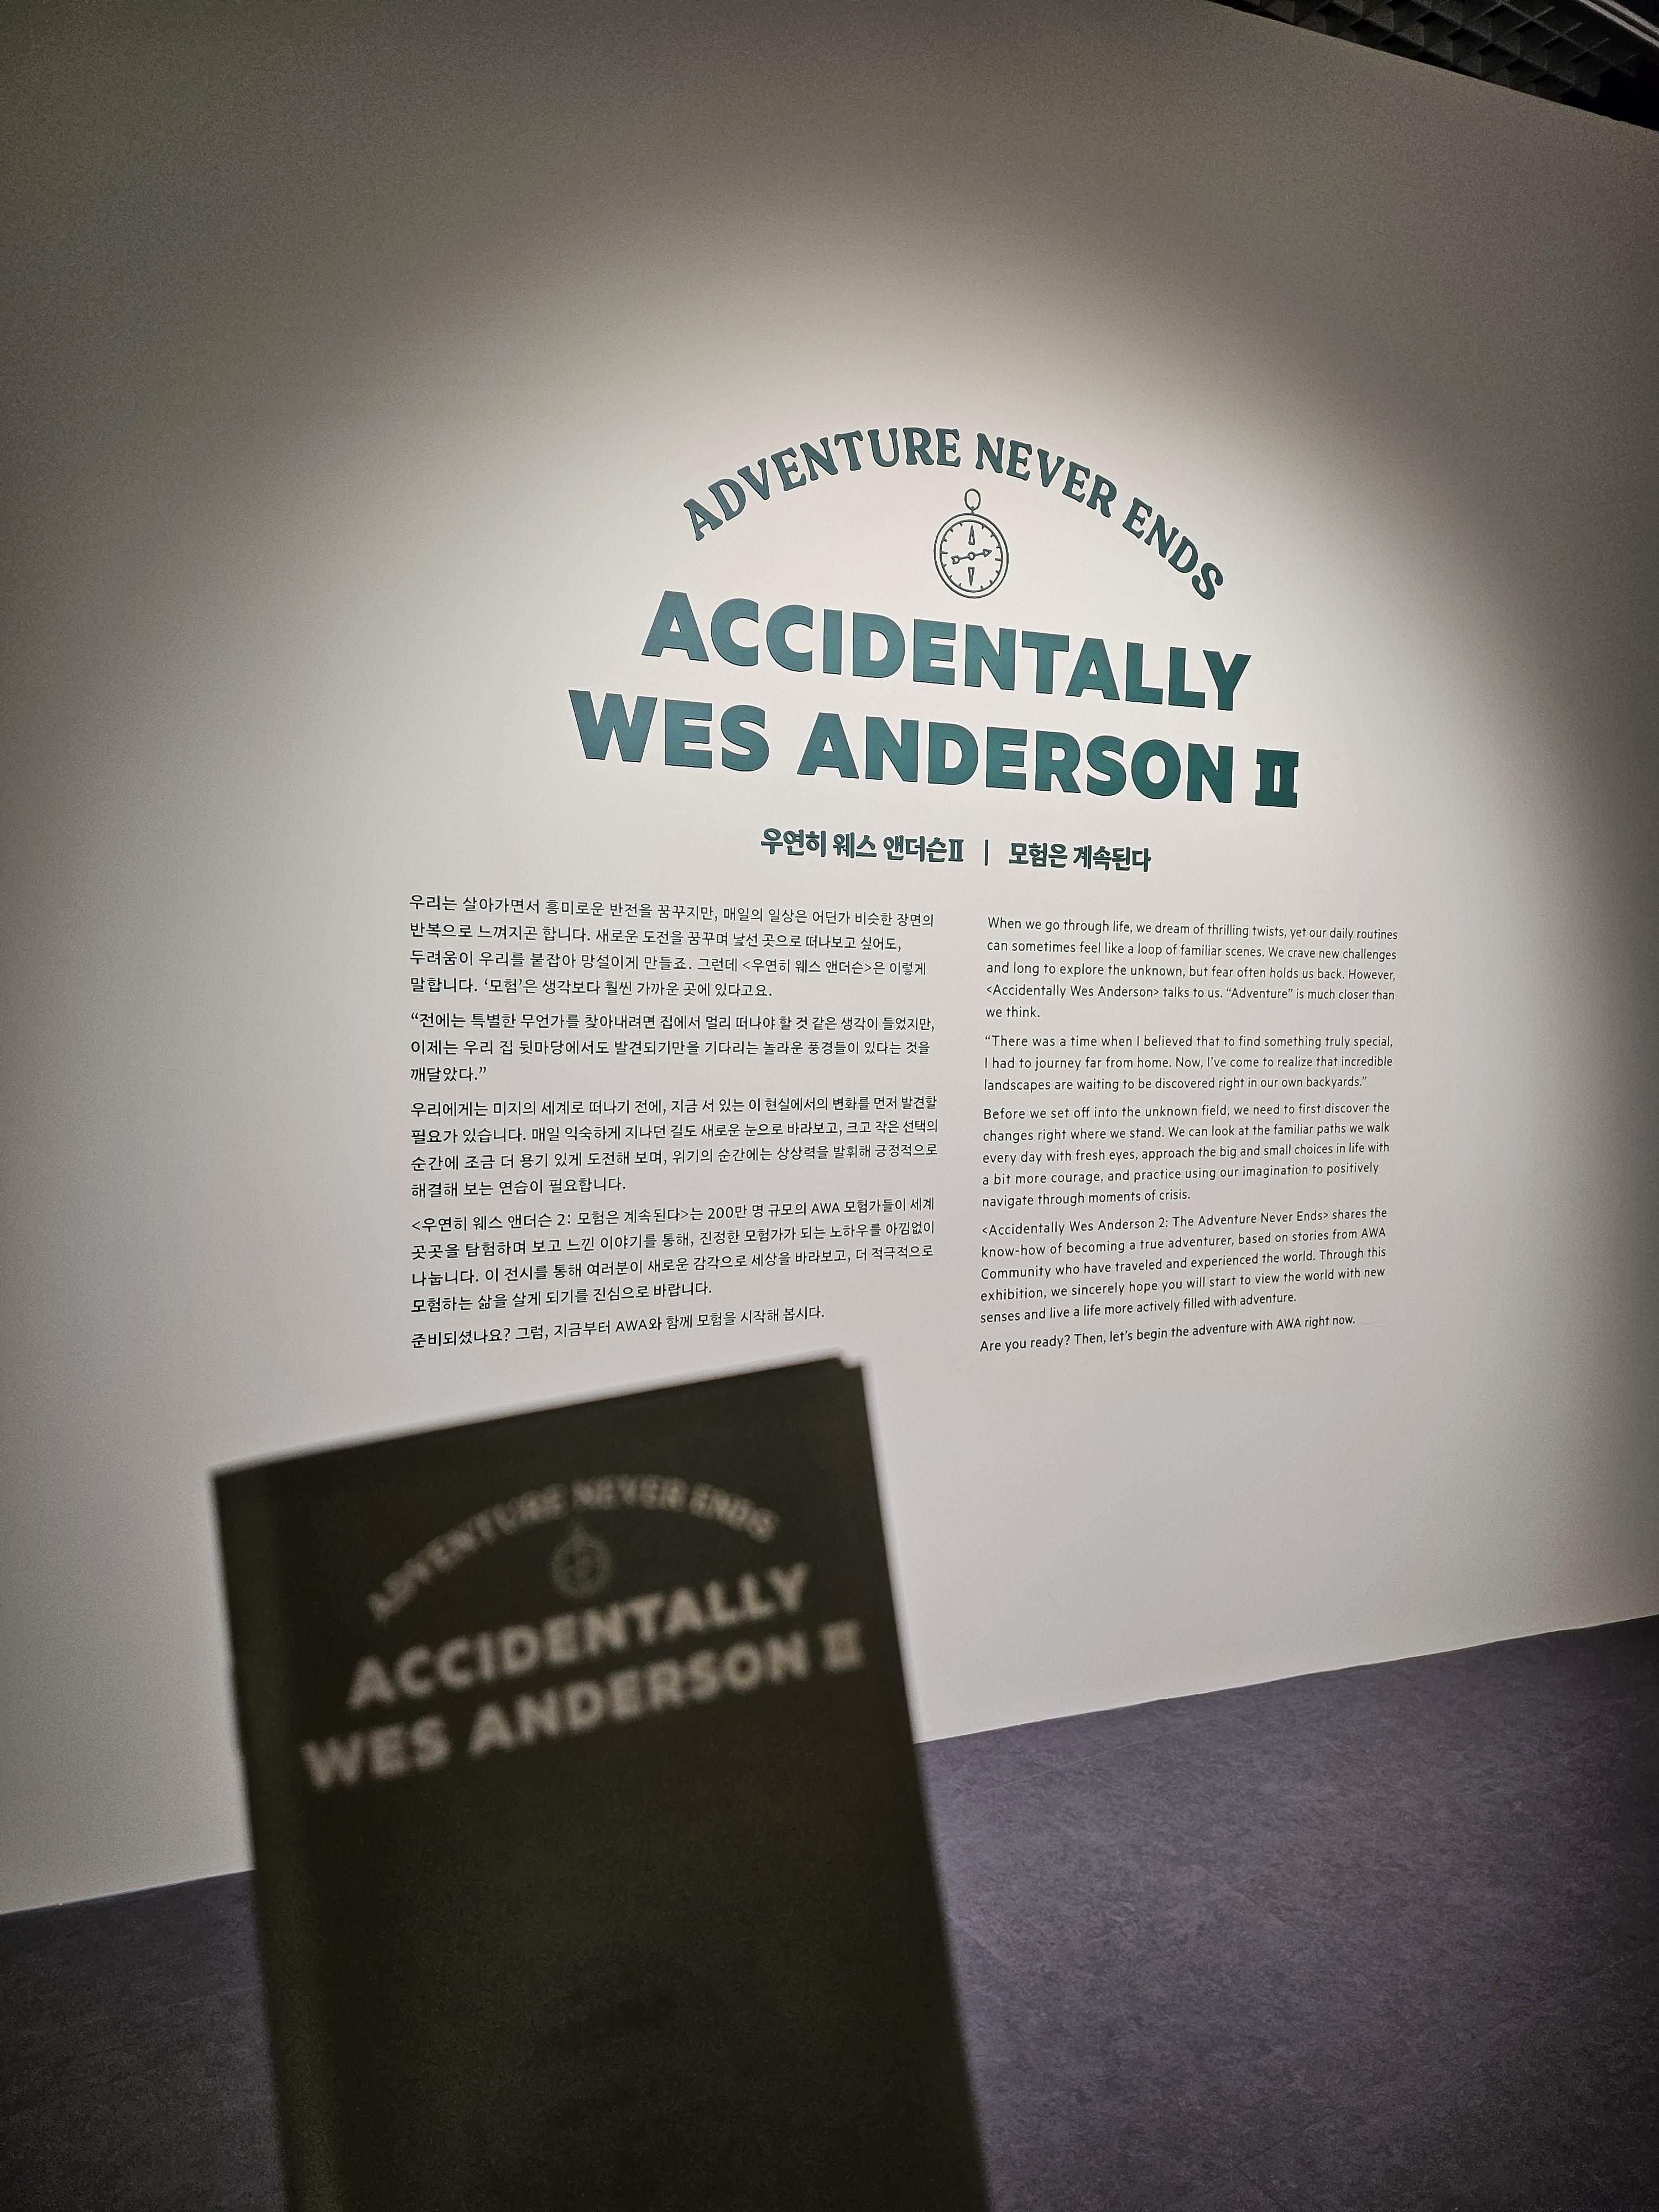 ADVENTURE NEVER ENDS
ACCIDENTALLY
WES ANDERSON Ⅱ
우연히 웨스 앤더슨Ⅱ | 모험은 계속된다
우리는 살아가면서 흥미로운 반전을 꿈꾸지만, 매일의 일상은 어딘가 비슷한 장면의
반복으로 느껴지곤 합니다. 새로운 도전을 꿈꾸며 낯선 곳으로 떠나보고 싶어도,
두려움이 우리를 붙잡아 망설이게 만들죠. 그런데 <우연히 웨스 앤더슨>은 이렇게
말합니다. ‘모험’은 생각보다 훨씬 가까운 곳에 있다고요.
“전에는 특별한 무언가를 찾아내려면 집에서 멀리 떠나야 할 것 같은 생각이 들었지만,
이제는 우리 집 뒷마당에서도 발견되기만을 기다리는 놀라운 풍경들이 있다는 것을
깨달았다.”
우리에게는 미지의 세계로 떠나기 전에, 지금 서 있는 이 현실에서의 변화를 먼저 발견할
필요가 있습니다. 매일 익숙하게 지나던 길도 새로운 눈으로 바라보고, 크고 작은 선택의
순간에 조금 더 용기 있게 도전해 보며, 위기의 순간에는 상상력을 발휘해 긍정적으로
해결해 보는 연습이 필요합니다.
<우연히 웨스 앤더슨 2: 모험은 계속된다>는 200만 명 규모의 AWA 모험가들이 세계
곳곳을 탐험하며 보고 느낀 이야기를 통해, 진정한 모험가가 되는 노하우를 아낌없이
나눕니다. 이 전시를 통해 여러분이 새로운 감각으로 세상을 바라보고, 더 적극적으로
모험하는 삶을 살게 되기를 진심으로 바랍니다.
준비되셨나요? 그럼, 지금부터 AWA와 함께 모험을 시작해 봅시다.
When we go through life, we dream of thrilling twists, yet our daily routines
can sometimes feel like a loop of familiar scenes. We crave new challenges
and long to explore the unknown, but fear often holds us back. However,
<Accidentally Wes Anderson> talks to us. “Adventure” is much closer than
we think.
“There was a time when I believed that to find something truly special,
I had to journey far from home. Now, I’ve come to realize that incredible
landscapes are waiting to be discovered right in our own backyards.”
Before we set off into the unknown field, we need to first discover the
changes right where we stand. We can look at the familiar paths we walk
every day with fresh eyes, approach the big and small choices in life with
a bit more courage, and practice using our imagination to positively
navigate through moments of crisis.
<Accidentally Wes Anderson 2: The Adventure Never Ends> shares the
know-how of becoming a true adventurer, based on stories from AWA
Community who have traveled and experienced the world. Through this
exhibition, we sincerely hope you will start to view the world with new
senses and live a life more actively filled with adventure.
Are you ready? Then, let’s begin the adventure with AWA right now.
ADVENTURE NEVER ENDS
ACCIDENTALLY
WES ANDERSON Ⅱ